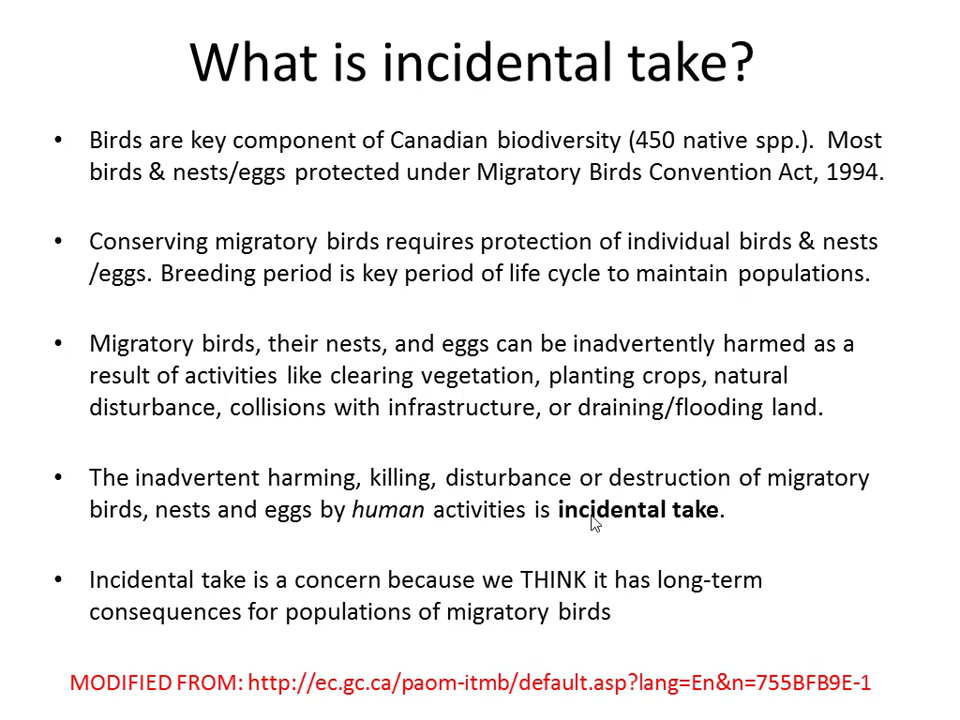 What is incidental take?
• Birds are key component of Canadian biodiversity (450 native spp.). Most
birds & nests/eggs protected under Migratory Birds Convention Act, 1994.
• Conserving migratory birds requires protection of individual birds & nests
/eggs. Breeding period is key period of life cycle to maintain populations.
• Migratory birds, their nests, and eggs can be inadvertently harmed as a
result of activities like clearing vegetation, planting crops, natural
disturbance, collisions with infrastructure, or draining/flooding land.
• The inadvertent harming, killing, disturbance or destruction of migratory
birds, nests and eggs by human activities is incidental take.
• Incidental take is a concern because we THINK it has long-term
consequences for populations of migratory birds
MODIFIED FROM: http://ec.gc.ca/paom-itmb/default.asp?lang=En&n=755BFB9E-1